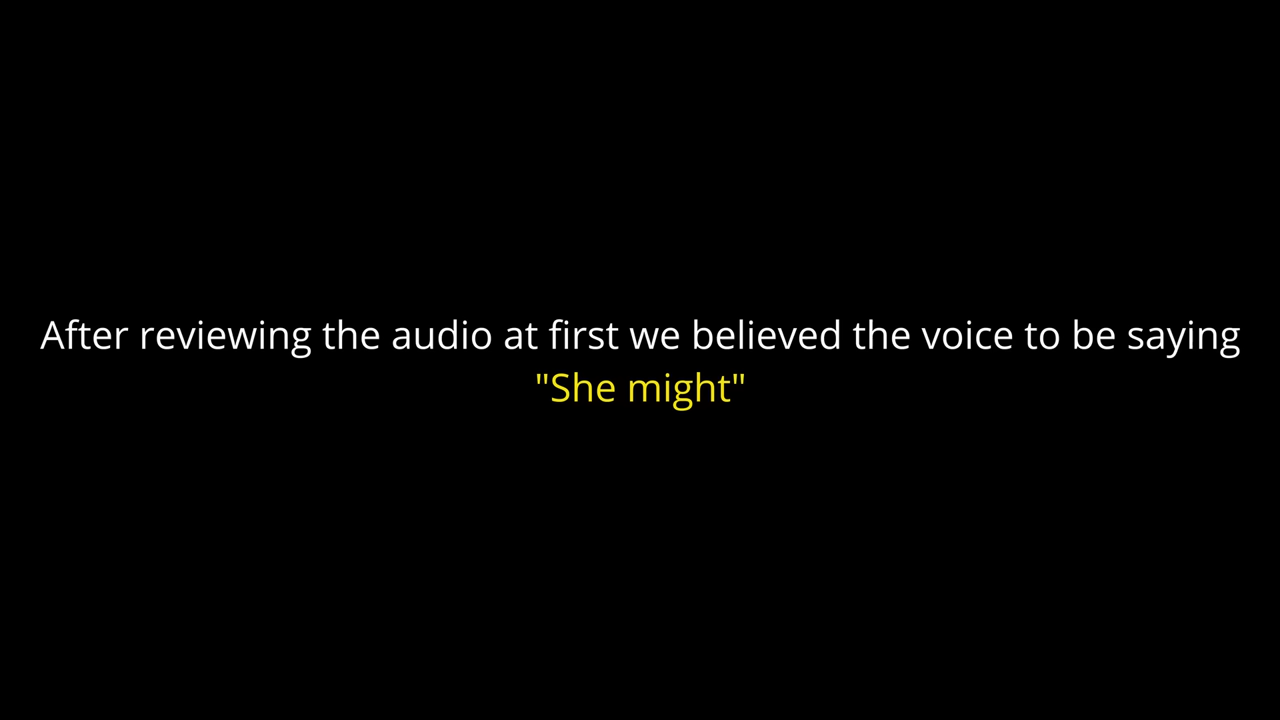 After reviewing the audio at first we believed the voice to be saying
"She might"